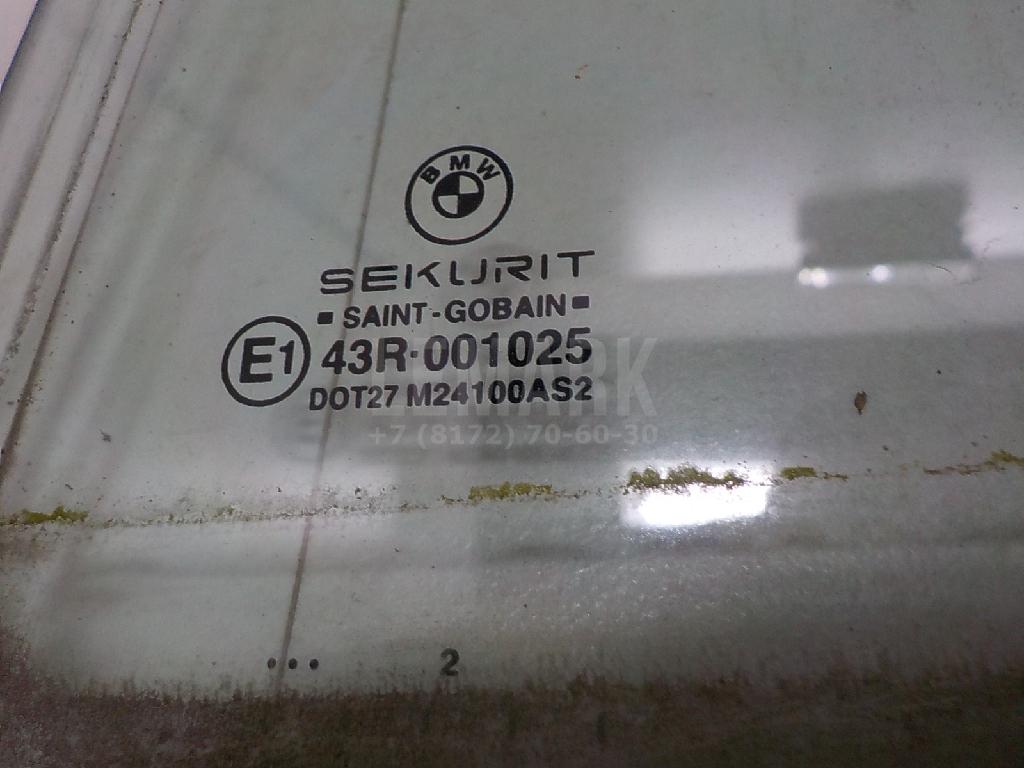 BMW
SEKURIT
SAINT-GOBAIN
E1 43R-001025
DOT27 M24100AS2
+7 (8172) 70-60-30
... 2